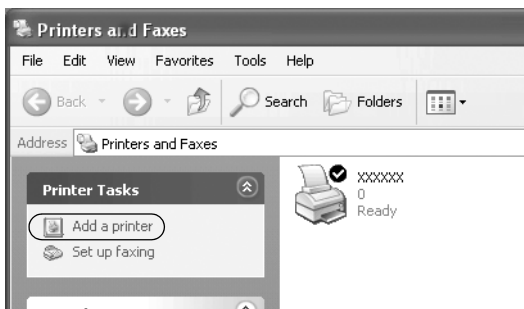 Printers and Faxes
File Edit View Favorites Tools Help
Back Search Folders
Address Printers and Faxes
Printer Tasks
Add a printer
Set up faxing
xxxxxx
0
Ready